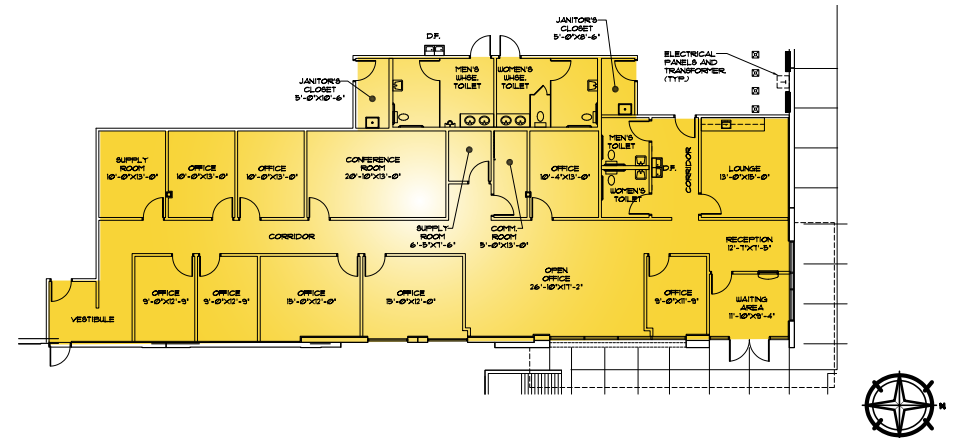 JANITOR'S
CLOSET
5'-0"X8'-6"
D.F.
ELECTRICAL
PANELS AND
TRANSFORMER
(TYP.)
JANITOR'S
CLOSET
5'-0"X10'-6"
MEN'S
WHSE.
TOILET
WOMEN'S
WHSE.
TOILET
MEN'S
TOILET
D.F.
WOMEN'S
TOILET
CORRIDOR
LOUNGE
13'-0"X15'-0"
SUPPLY
ROOM
10'-0"X13'-0"
OFFICE
10'-0"X13'-0"
OFFICE
10'-0"X13'-0"
CONFERENCE
ROOM
20'-10"X13'-0"
OFFICE
10'-4"X13'-0"
CORRIDOR
SUPPLY
ROOM
6'-5"X7'-6"
COMM.
ROOM
5'-0"X13'-0"
RECEPTION
12'-7"X7'-5"
OPEN
OFFICE
26'-10"X17'-2"
OFFICE
9'-0"X12'-9"
OFFICE
9'-0"X12'-9"
OFFICE
15'-0"X12'-0"
OFFICE
15'-0"X12'-0"
OFFICE
9'-0"X11'-9"
WAITING
AREA
11'-10"X9'-4"
VESTIBULE
N